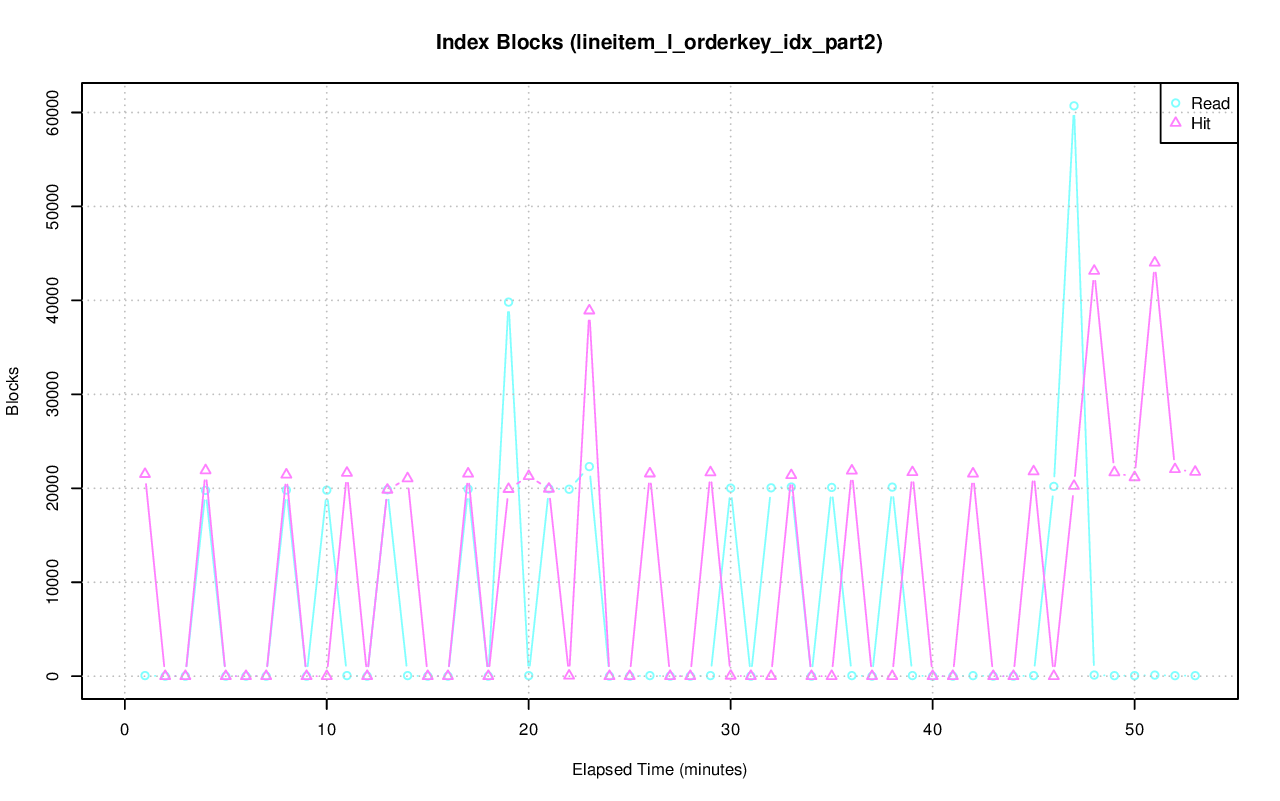 Index Blocks (lineitem_l_orderkey_idx_part2)
Read
Hit
Blocks
60000
50000
40000
30000
20000
10000
0
0 10 20 30 40 50
Elapsed Time (minutes)